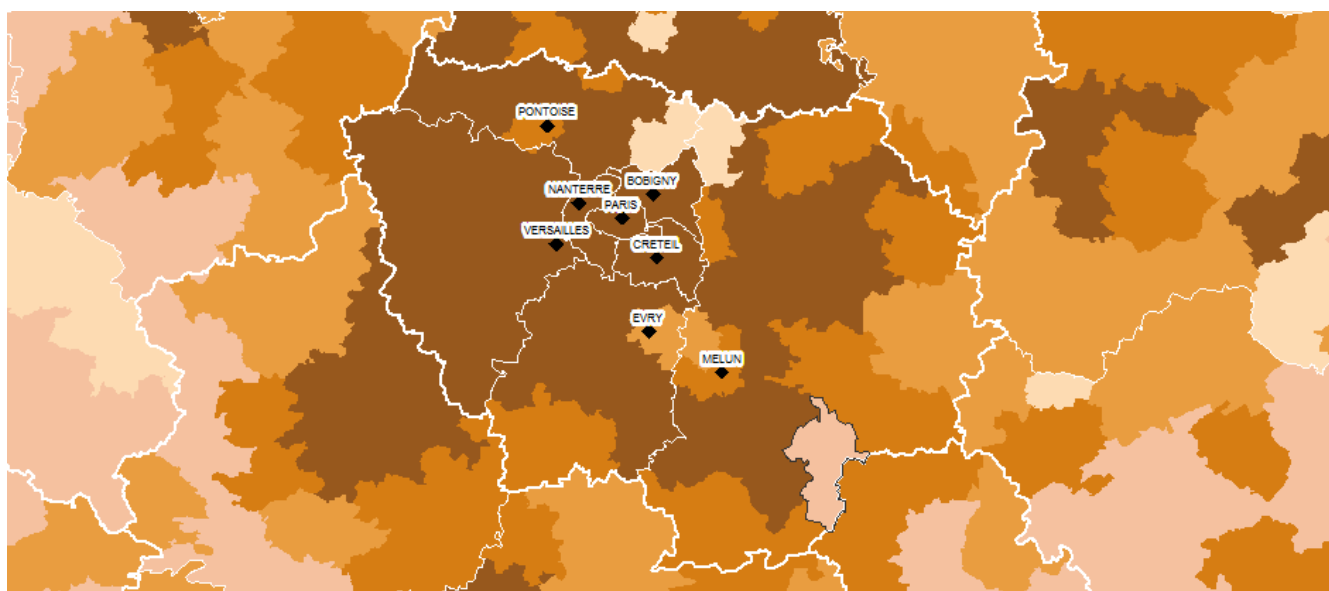 PONTOISE
BOBIGNY
NANTERRE
PARIS
VERSAILLES
CRETEIL
EVRY
MELUN